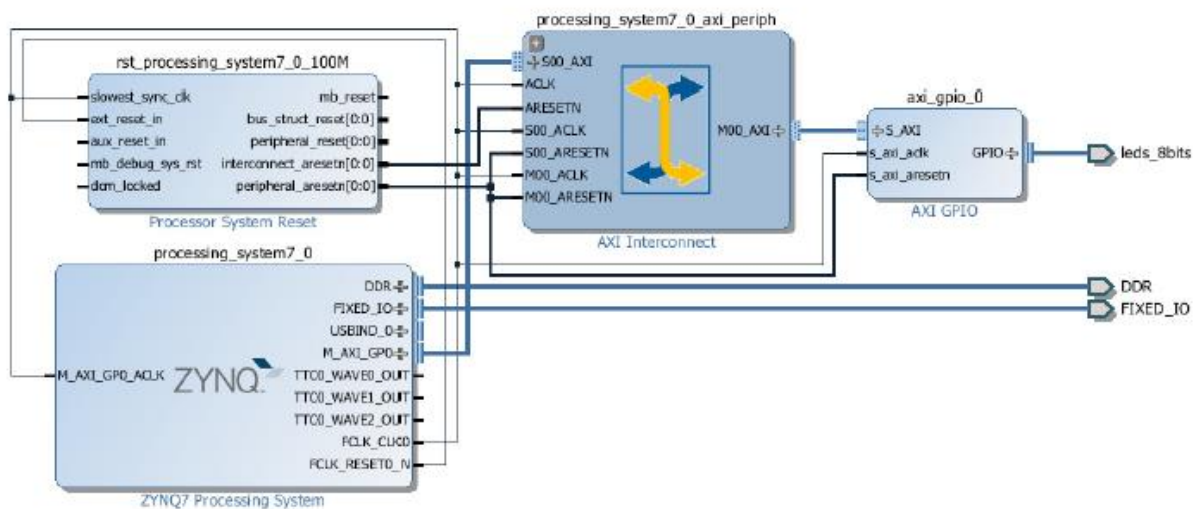 processing_system7_0_axi_periph
S00_AXI
ACLK
ARESETN
S00_ACLK
S00_ARESETN
M00_ACLK
M00_ARESETN
M00_AXI
AXI Interconnect
rst_processing_system7_0_100M
slowest_sync_clk
ext_reset_in
aux_reset_in
mb_debug_sys_rst
dcm_locked
mb_reset
bus_struct_reset[0:0]
peripheral_reset[0:0]
interconnect_aresetn[0:0]
peripheral_aresetn[0:0]
Processor System Reset
axi_gpio_0
S_AXI
s_axi_aclk
s_axi_aresetn
GPIO
AXI GPIO
leds_8bits
processing_system7_0
M_AXI_GP0_ACLK
ZYNQ
DDR
FIXED_IO
USBIND_0
M_AXI_GP0
TTC0_WAVE0_OUT
TTC0_WAVE1_OUT
TTC0_WAVE2_OUT
FCLK_CLK0
FCLK_RESET0_N
ZYNQ7 Processing System
DDR
FIXED_IO